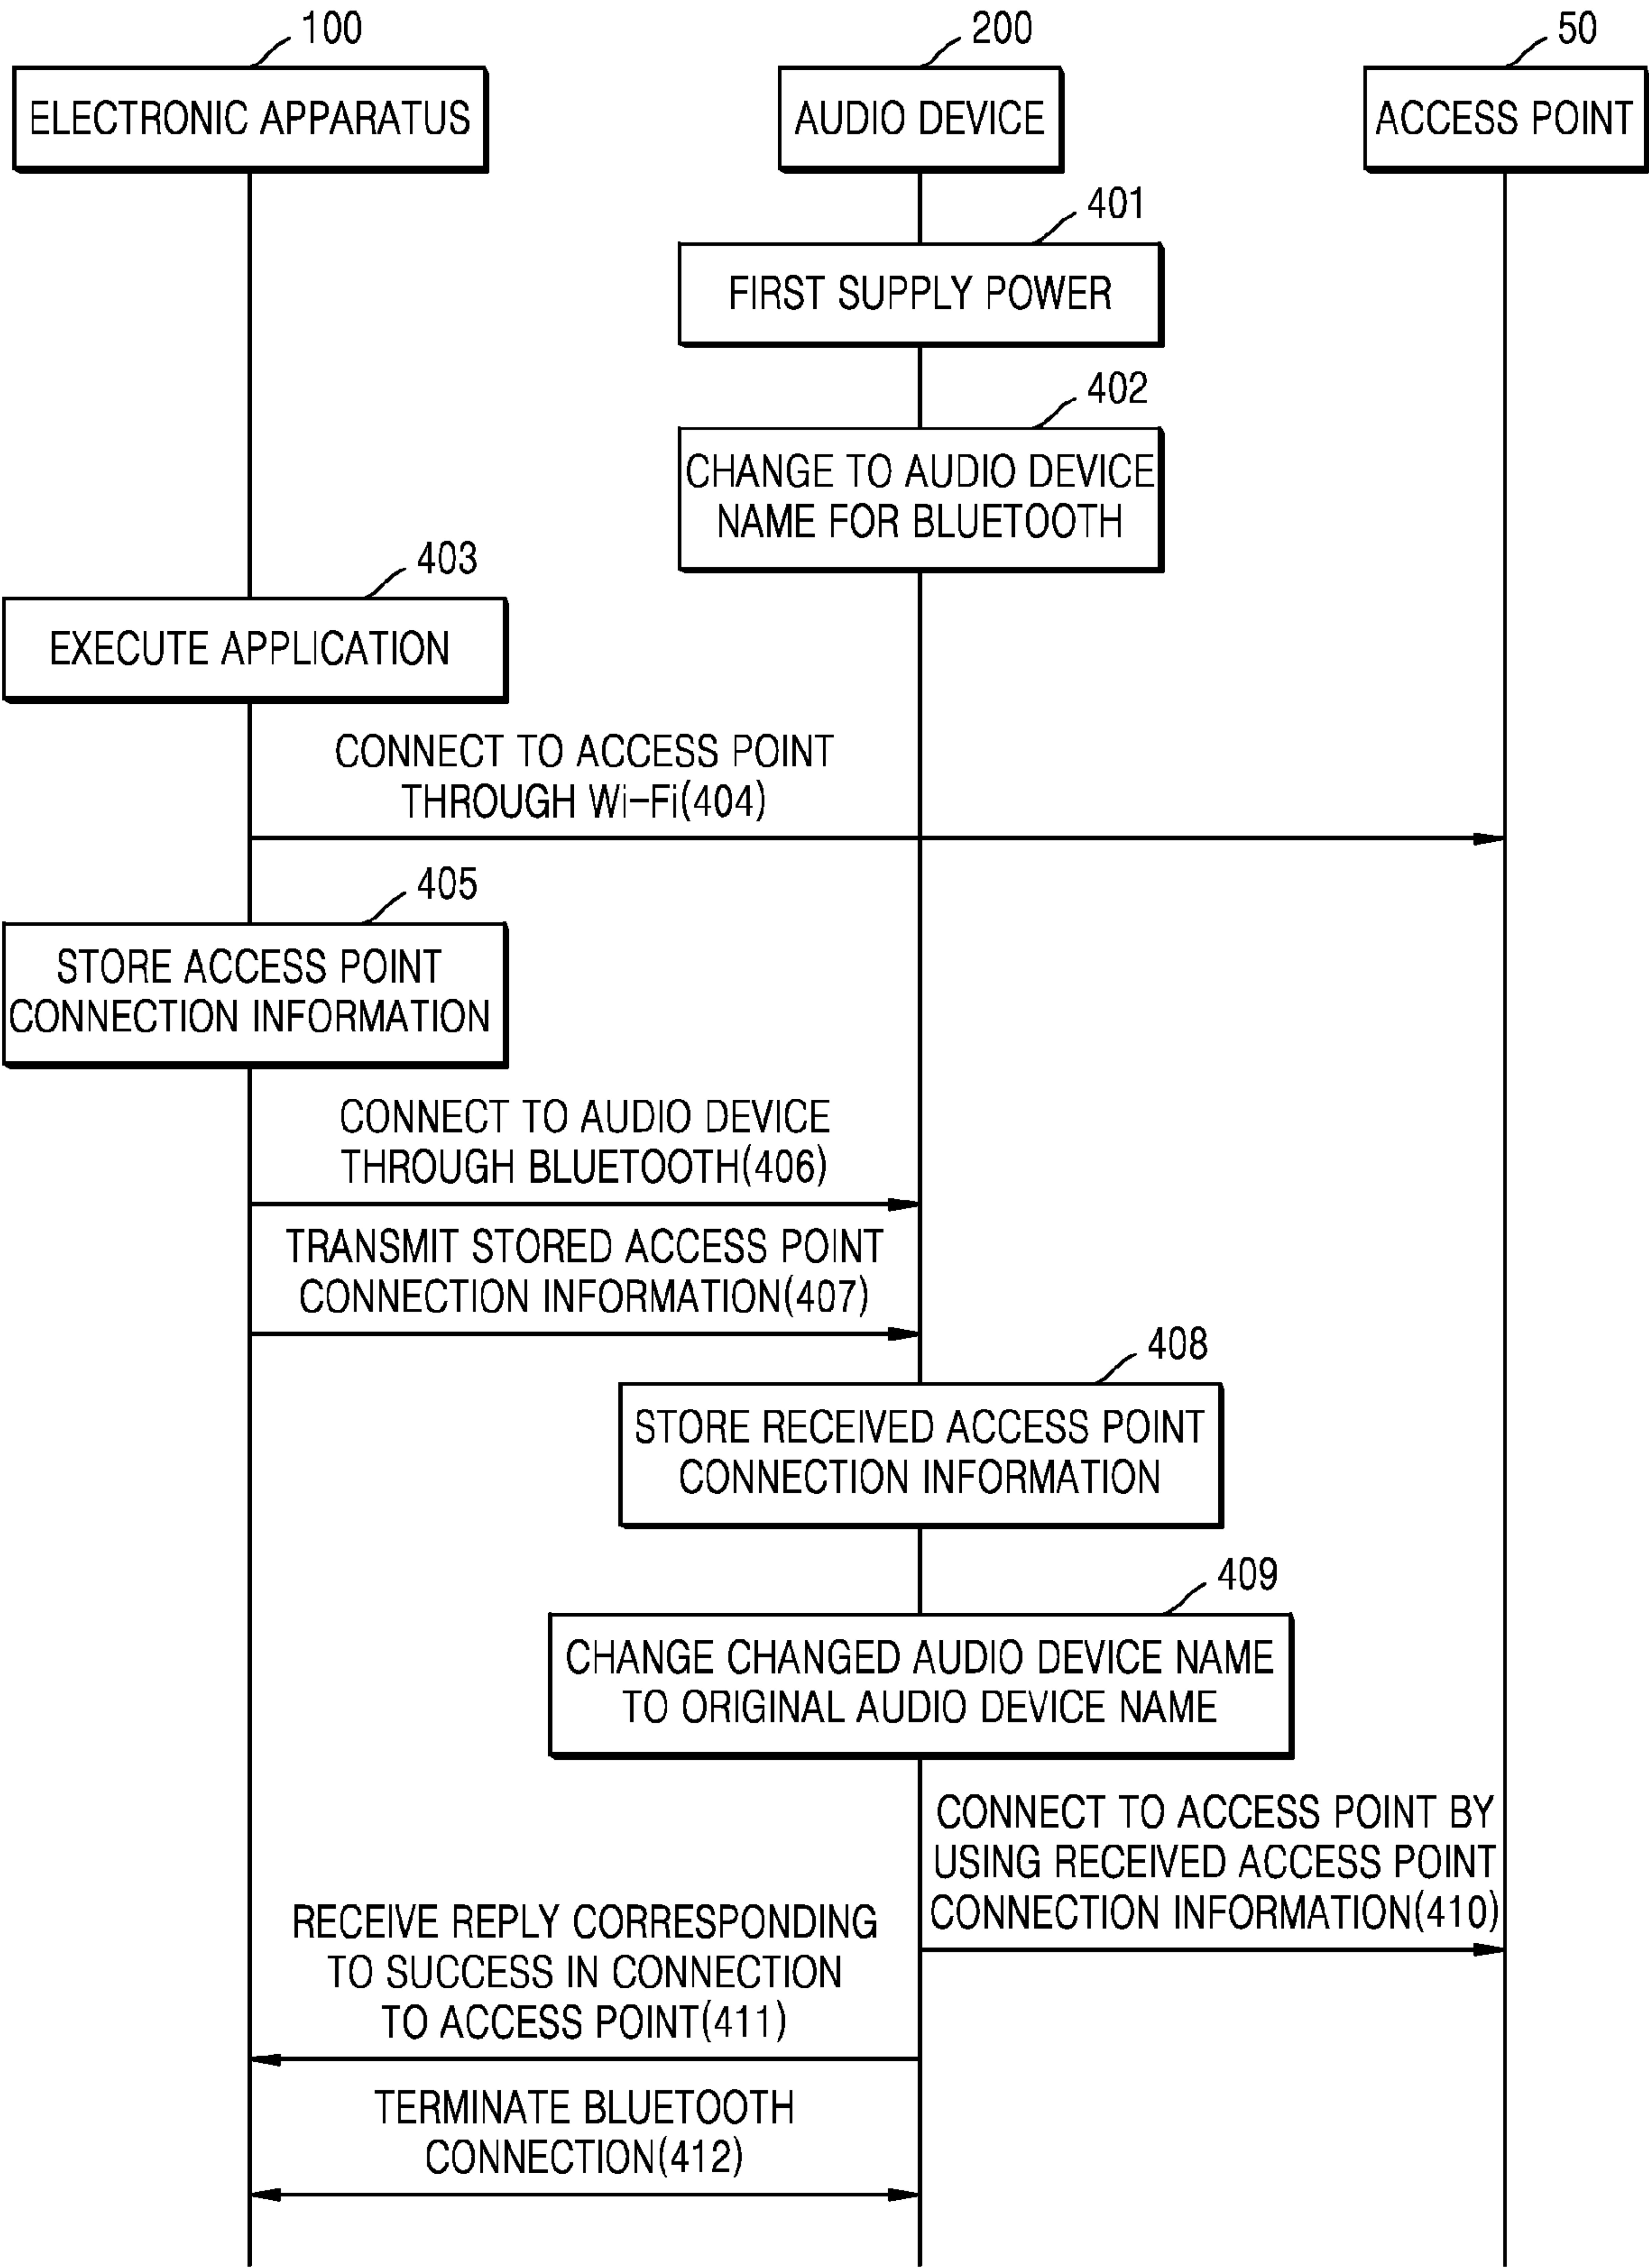 100
200
50
ELECTRONIC APPARATUS
AUDIO DEVICE
ACCESS POINT
401
FIRST SUPPLY POWER
402
CHANGE TO AUDIO DEVICE
NAME FOR BLUETOOTH
403
EXECUTE APPLICATION
CONNECT TO ACCESS POINT
THROUGH Wi-Fi(404)
405
STORE ACCESS POINT
CONNECTION INFORMATION
CONNECT TO AUDIO DEVICE
THROUGH BLUETOOTH(406)
TRANSMIT STORED ACCESS POINT
CONNECTION INFORMATION(407)
408
STORE RECEIVED ACCESS POINT
CONNECTION INFORMATION
409
CHANGE CHANGED AUDIO DEVICE NAME
TO ORIGINAL AUDIO DEVICE NAME
CONNECT TO ACCESS POINT BY
USING RECEIVED ACCESS POINT
CONNECTION INFORMATION(410)
RECEIVE REPLY CORRESPONDING
TO SUCCESS IN CONNECTION
TO ACCESS POINT(411)
TERMINATE BLUETOOTH
CONNECTION(412)